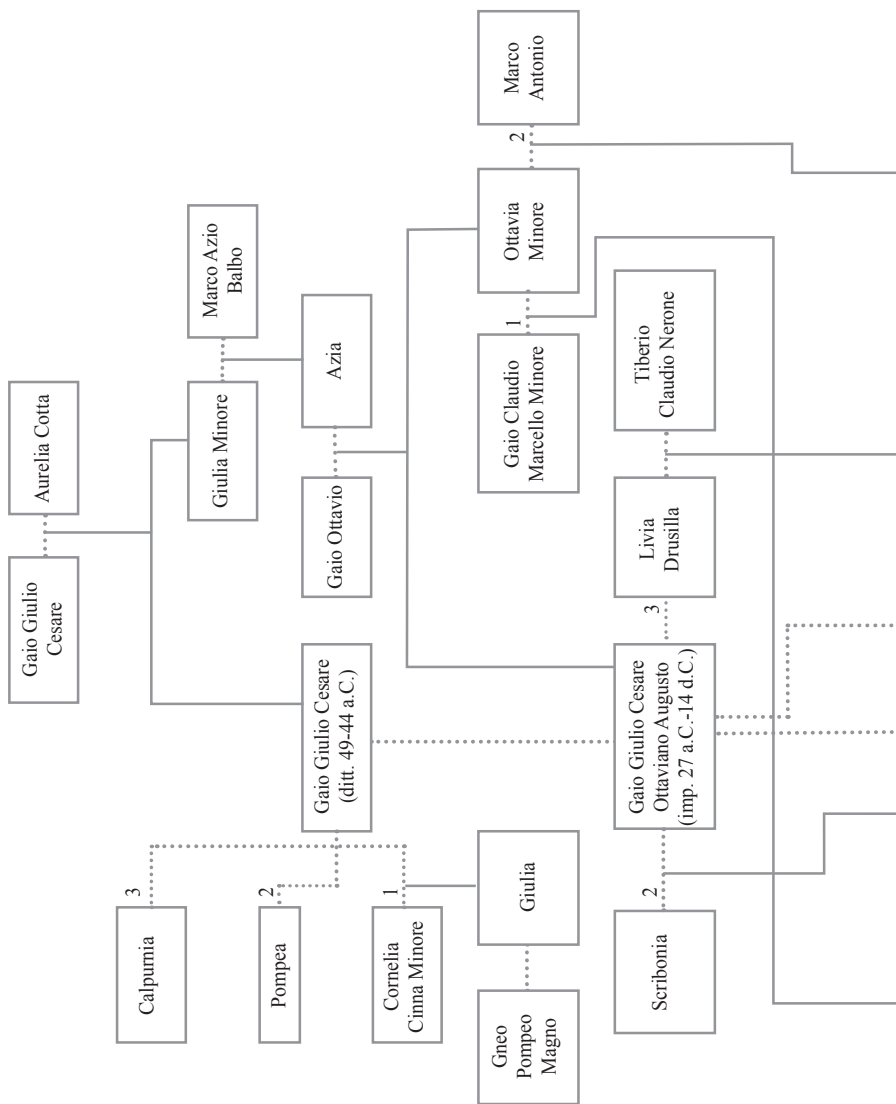 Gaio Giulio
Cesare
Aurelia Cotta
Giulia Minore
Marco Azio
Balbo
Calpurnia
3
Pompea
2
Cornelia
Cinna Minore
1
Gaio Giulio Cesare
(ditt. 49-44 a.C.)
Gaio Ottavio
Azia
Gneo
Pompeo
Magno
Giulia
Gaio Claudio
Marcello Minore
1
Ottavia
Minore
2
Marco
Antonio
Scribonia
2
Gaio Giulio Cesare
Ottaviano Augusto
(imp. 27 a.C.-14 d.C.)
3
Livia
Drusilla
Tiberio
Claudio Nerone